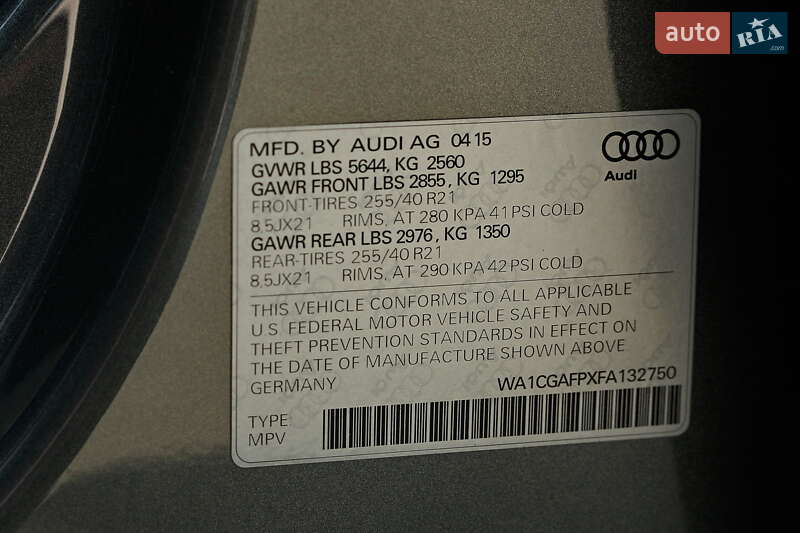 auto RIA .com
MFD. BY AUDI AG 04 15
GVWR LBS 5644, KG 2560
GAWR FRONT LBS 2855, KG 1295
FRONT-TIRES 255/40 R21
8,5JX21 RIMS, AT 280 KPA 41 PSI COLD
GAWR REAR LBS 2976, KG 1350
REAR-TIRES 255/40 R21
8,5JX21 RIMS, AT 290 KPA 42 PSI COLD
Audi
THIS VEHICLE CONFORMS TO ALL APPLICABLE
U S FEDERAL MOTOR VEHICLE SAFETY AND
THEFT PREVENTION STANDARDS IN EFFECT ON
THE DATE OF MANUFACTURE SHOWN ABOVE
GERMANY WA1CGAFPXFA132750
TYPE:
MPV